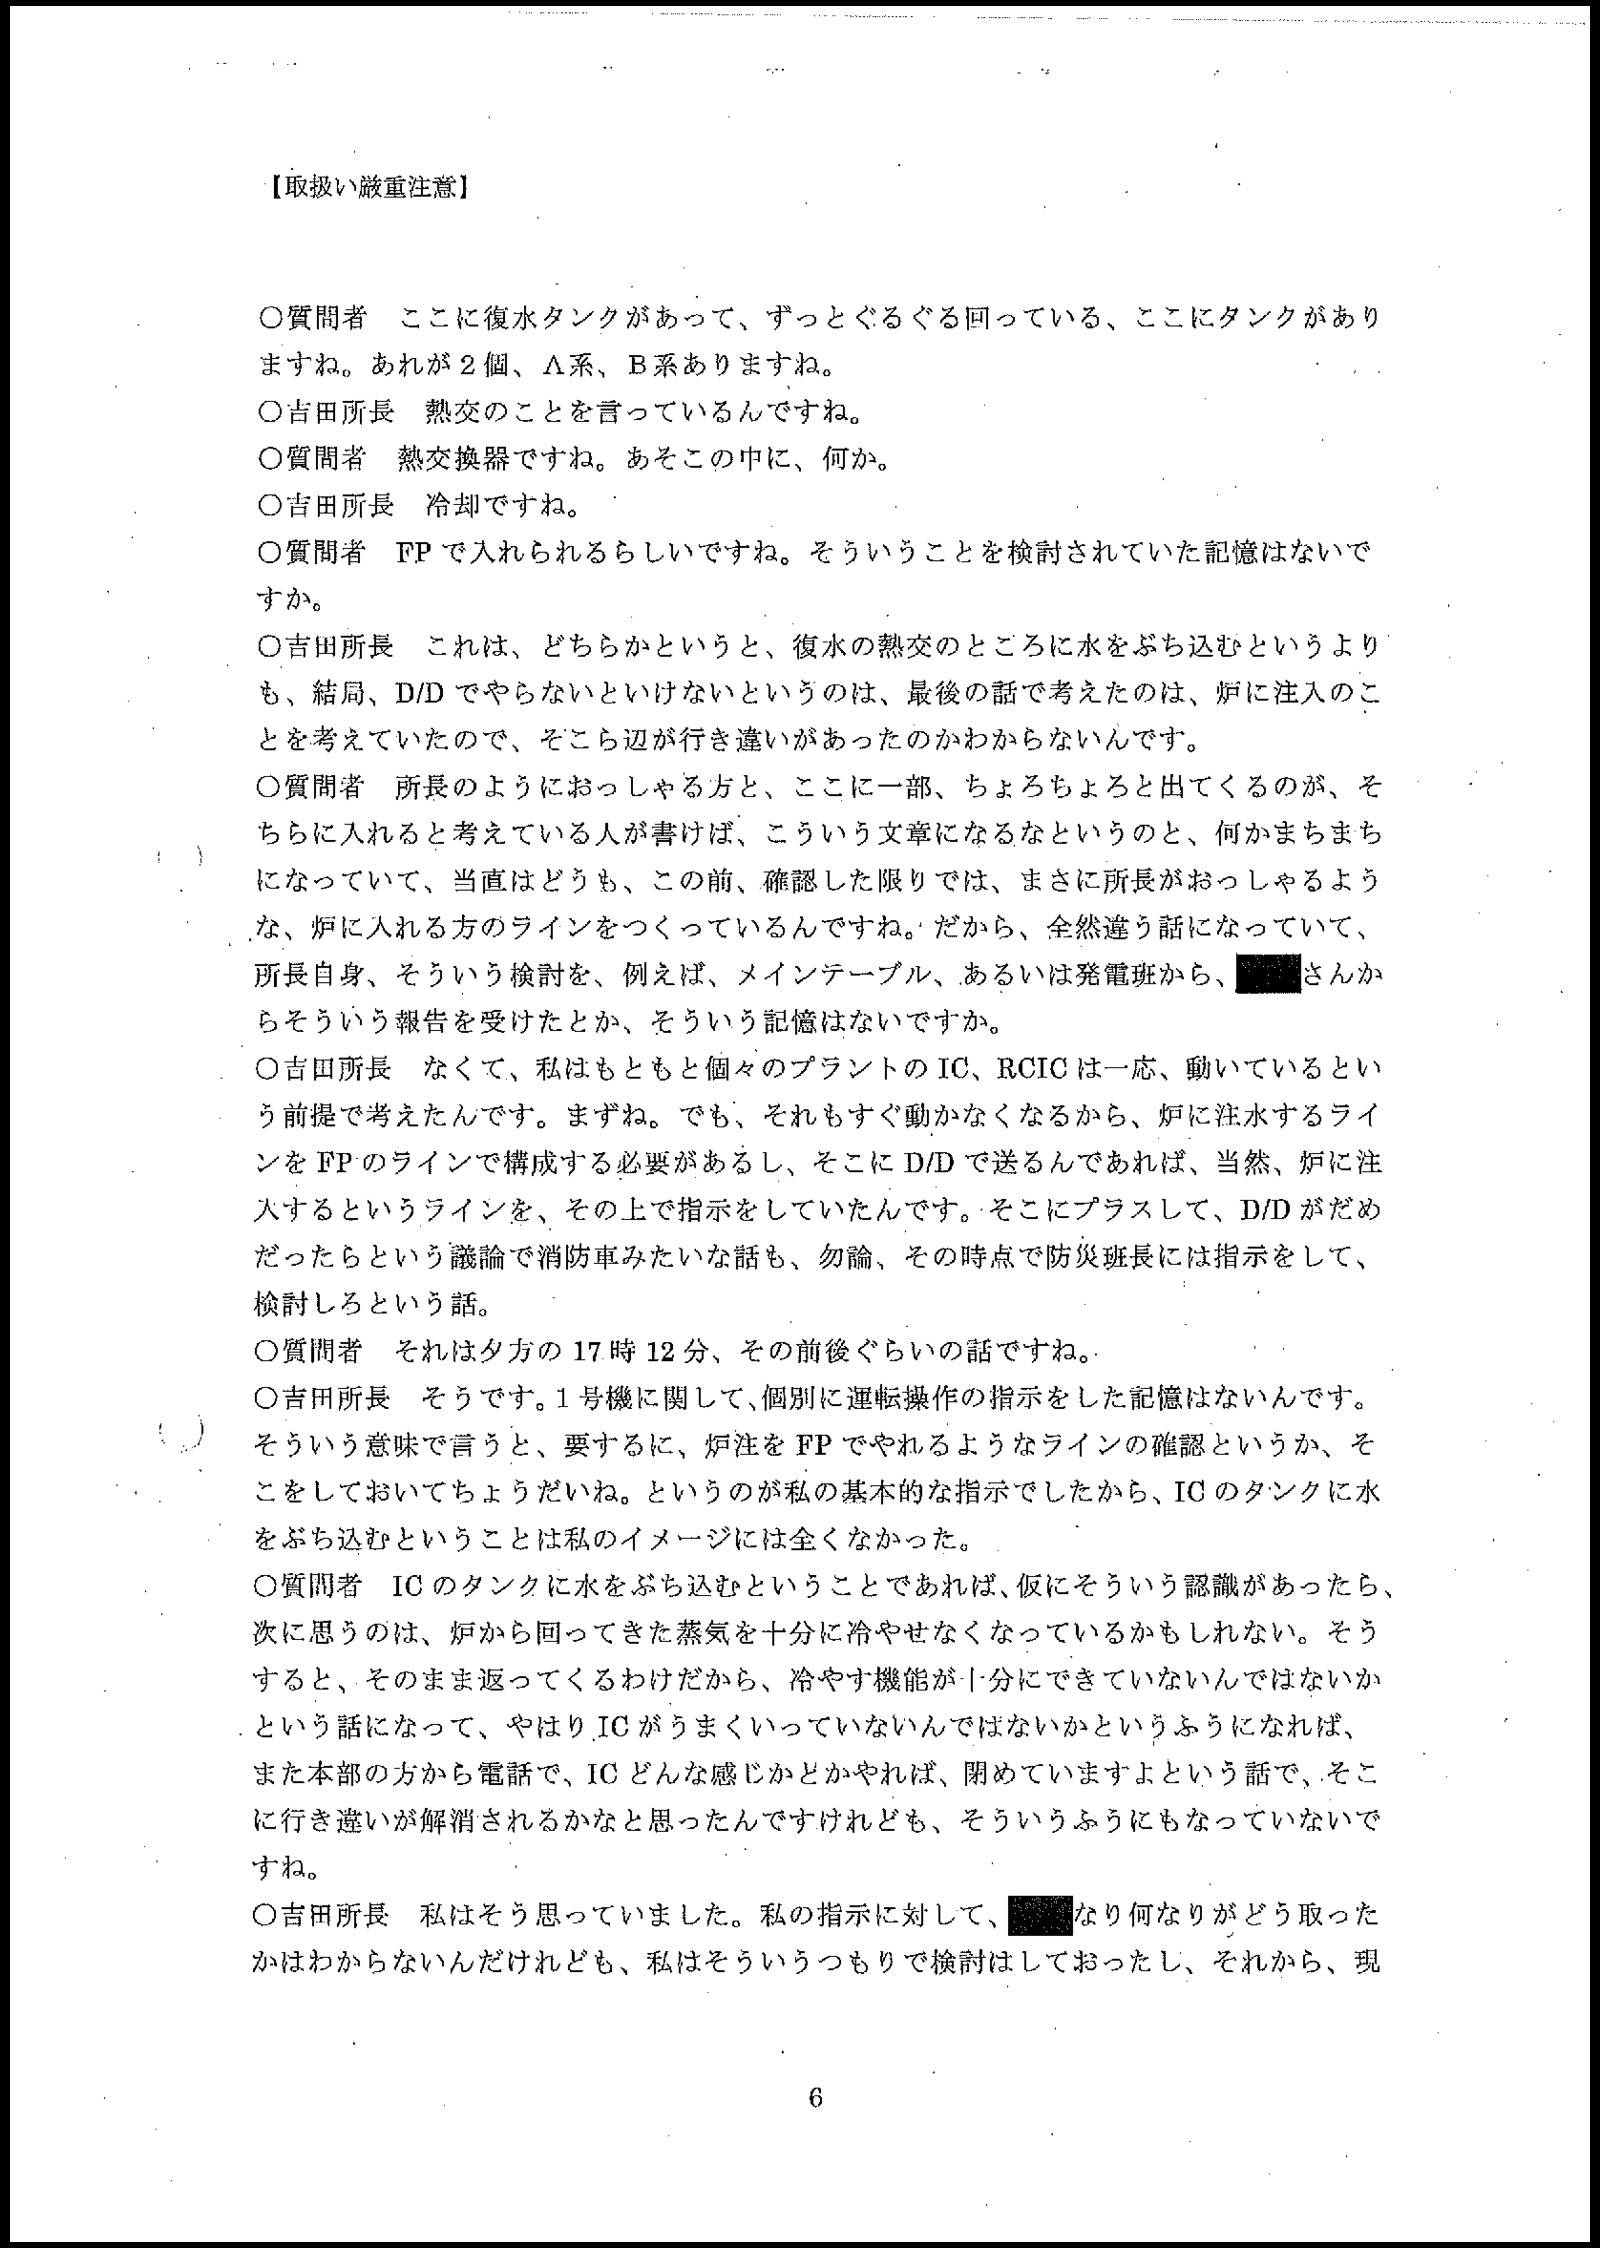 【取扱い厳重注意】
○質問者　ここに復水タンクがあって、ずっとぐるぐる回っている、ここにタンクがあり
ますね。あれが２個、Ａ系、Ｂ系ありますね。
○吉田所長　熱交のことを言っているんですね。
○質問者　熱交換器ですね。あそこの中に、何か。
○吉田所長　冷却ですね。
○質問者　FP で入れられるらしいですね。そういうことを検討されていた記憶はないで
すか。
○吉田所長　これは、どちらかというと、復水の熱交のところに水をぶち込むというより
も、結局、D/D でやらないといけないというのは、最後の話で考えたのは、炉に注入のこ
とを考えていたので、そこら辺が行き違いがあったのかわからないんです。
○質問者　所長のようにおっしゃる方と、ここに一部、ちょろちょろと出てくるのが、そ
ちらに入れると考えている人が書けば、こういう文章になるなというのと、何かまちまち
になっていて、当直はどうも、この前、確認した限りでは、まさに所長がおっしゃるよう
な、炉に入れる方のラインをつくっているんですね。だから、全然違う話になっていて、
所長自身、そういう検討を、例えば、メインテーブル、あるいは発電班から、さんか
らそういう報告を受けたとか、そういう記憶はないですか。
○吉田所長　なくて、私はもともと個々のプラントの IC、RCIC は一応、動いているとい
う前提で考えたんです。まずね。でも、それもすぐ動かなくなるから、炉に注水するライ
ンを FP のラインで構成する必要があるし、そこに D/D で送るんであれば、当然、炉に注
入するというラインを、その上で指示をしていたんです。そこにプラスして、D/D がだめ
だったらという議論で消防車みたいな話も、勿論、その時点で防災班長には指示をして、
検討しろという話。
○質問者　それは夕方の 17 時 12 分、その前後ぐらいの話ですね。
○吉田所長　そうです。１号機に関して、個別に運転操作の指示をした記憶はないんです。
そういう意味で言うと、要するに、炉注を FP でやれるようなラインの確認というか、そ
こをしておいてちょうだいね。というのが私の基本的な指示でしたから、IC のタンクに水
をぶち込むということは私のイメージには全くなかった。
○質問者　IC のタンクに水をぶち込むということであれば、仮にそういう認識があったら、
次に思うのは、炉から回ってきた蒸気を十分に冷やせなくなっているかもしれない。そう
すると、そのまま返ってくるわけだから、冷やす機能が十分にできていないんではないか
という話になって、やはり IC がうまくいっていないんではないかというふうになれば、
また本部の方から電話で、IC どんな感じかとかやれば、閉めていますよという話で、そこ
に行き違いが解消されるかなと思ったんですけれども、そういうふうにもなっていないで
すね。
○吉田所長　私はそう思っていました。私の指示に対して、なり何なりがどう取った
かはわからないんだけれども、私はそういうつもりで検討はしておったし、それから、現
6